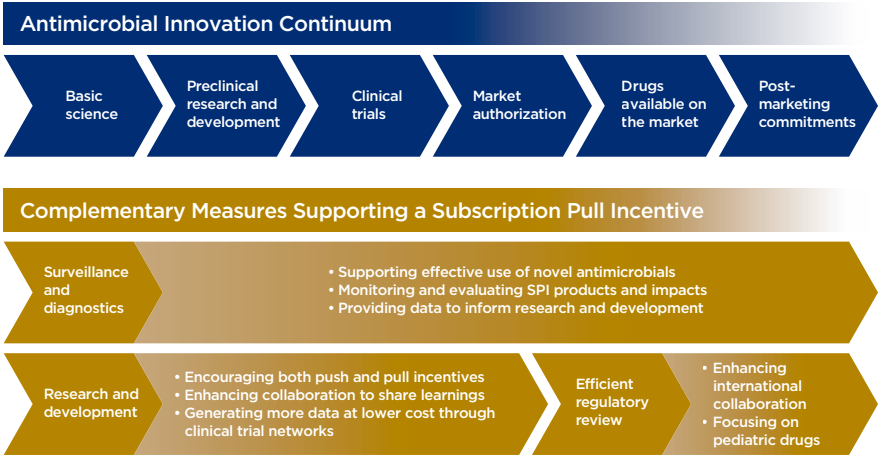 Antimicrobial Innovation Continuum
Basic
science
Preclinical
research and
development
Clinical
trials
Market
authorization
Drugs
available on
the market
Post-
marketing
commitments
Complementary Measures Supporting a Subscription Pull Incentive
Surveillance
and
diagnostics
• Supporting effective use of novel antimicrobials
• Monitoring and evaluating SPI products and impacts
• Providing data to inform research and development
Research and
development
• Encouraging both push and pull incentives
• Enhancing collaboration to share learnings
• Generating more data at lower cost through
clinical trial networks
Efficient
regulatory
review
• Enhancing
international
collaboration
• Focusing on
pediatric drugs